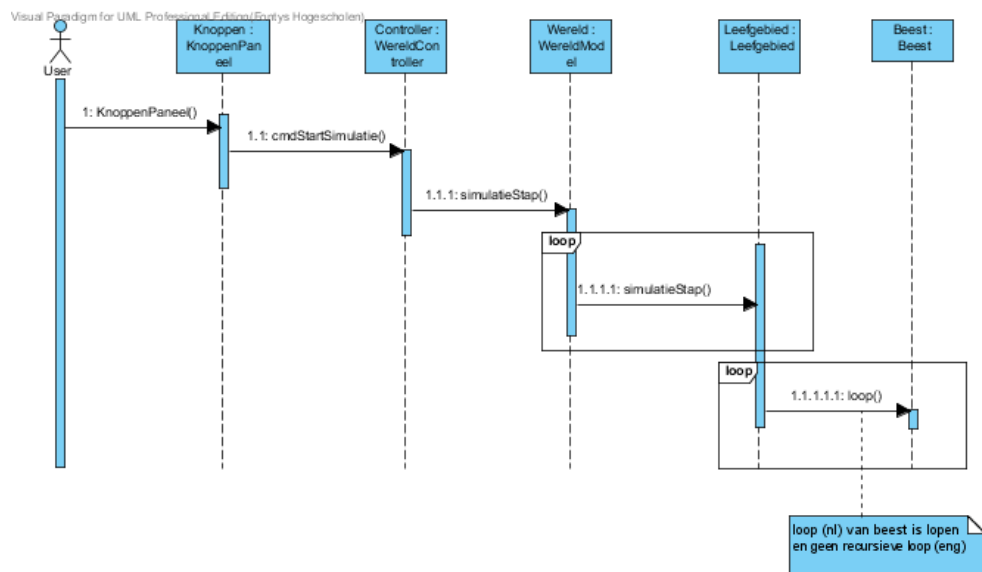 Visual Paradigm for UML Professional Edition(Fontys Hogescholen)
User
Knoppen :
KnoppenPan
eel
Controller :
WereldCon
troller
Wereld :
WereldMod
el
Leefgebied :
Leefgebied
Beest :
Beest
1: KnoppenPaneel()
1.1: cmdStartSimulatie()
1.1.1: simulatieStap()
loop
1.1.1.1: simulatieStap()
loop
1.1.1.1.1: loop()
loop (nl) van beest is lopen
en geen recursieve loop (eng)